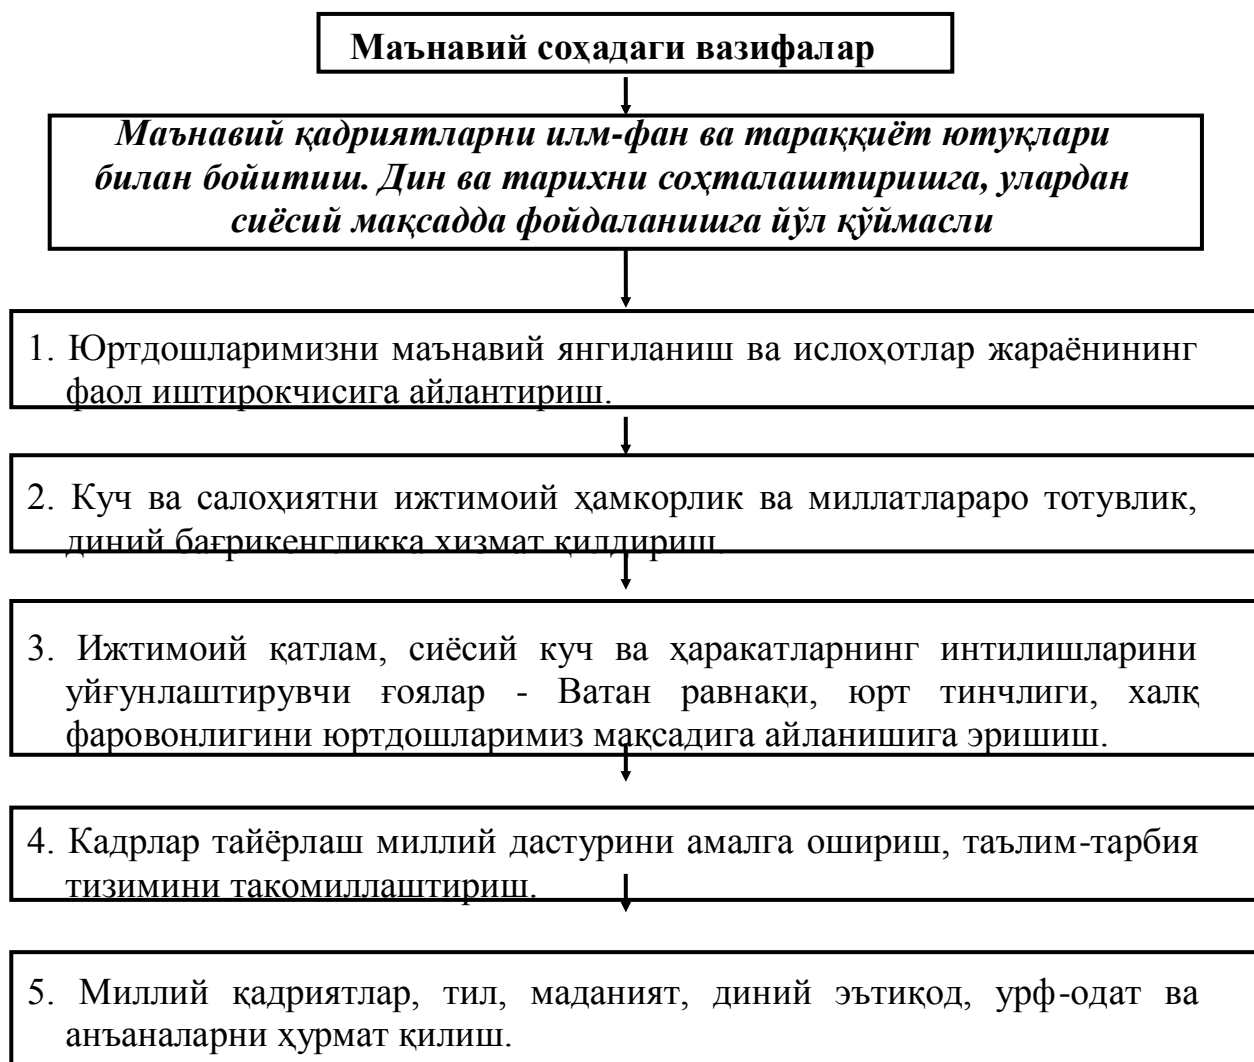 Маънавий соҳадаги вазифалар
Маънавий қадриятларни илм-фан ва тараққиёт ютуқлари
билан бойитиш. Дин ва тарихни соҳталаштиришга, улардан
сиёсий мақсадда фойдаланишга йўл қўймасли
1. Юртдошларимизни маънавий янгиланиш ва ислоҳотлар жараёнининг
фаол иштирокчисига айлантириш.
2. Куч ва салоҳиятни ижтимоий ҳамкорлик ва миллатлараро тотувлик,
диний бағрикенгликка хизмат қилдириш.
3. Ижтимоий қатлам, сиёсий куч ва ҳаракатларнинг интилишларини
уйғунлаштирувчи ғоялар - Ватан равнақи, юрт тинчлиги, халқ
фаровонлигини юртдошларимиз мақсадига айланишига эришиш.
4. Кадрлар тайёрлаш миллий дастурини амалга ошириш, таълим-тарбия
тизимини такомиллаштириш.
5. Миллий қадриятлар, тил, маданият, диний эътиқод, урф-одат ва
анъаналарни ҳурмат қилиш.